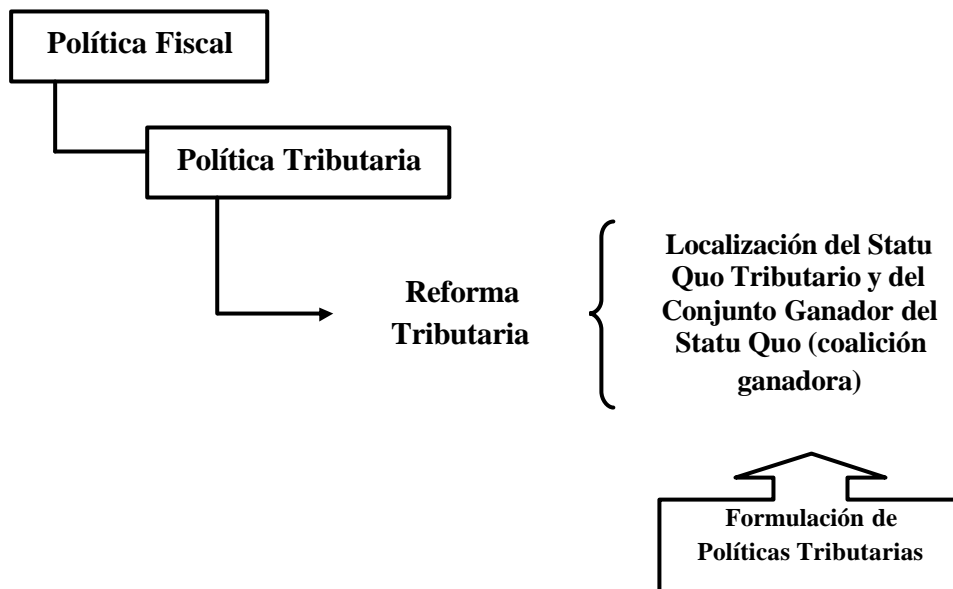 Política Fiscal
Política Tributaria
Reforma
Tributaria
Localización del Statu
Quo Tributario y del
Conjunto Ganador del
Statu Quo (coalición
ganadora)
Formulación de
Políticas Tributarias